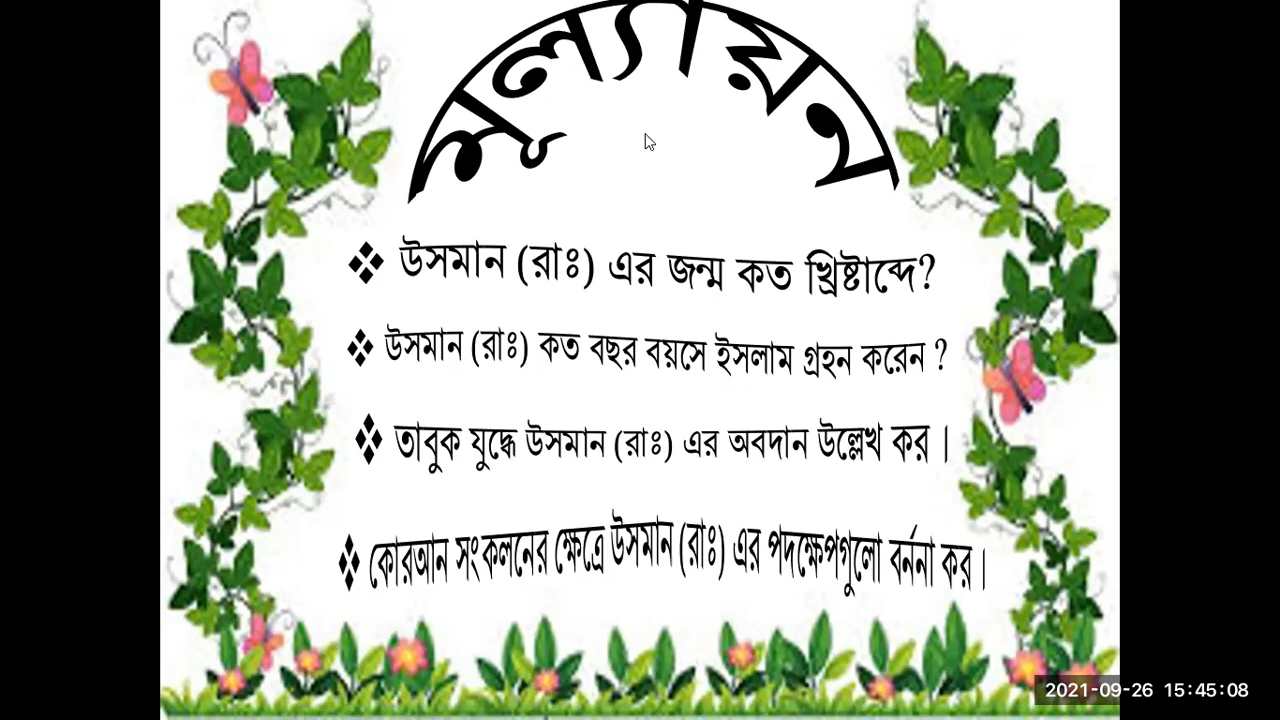 মূল্যায়ন
❖ উসমান (রাঃ) এর জন্ম কত খ্রিষ্টাব্দে?
❖ উসমান (রাঃ) কত বছর বয়সে ইসলাম গ্রহন করেন ?
❖ তাবুক যুদ্ধে উসমান (রাঃ) এর অবদান উল্লেখ কর।
❖ কোরআন সংকলনের ক্ষেত্রে উসমান (রাঃ) এর পদক্ষেপগুলো বর্ননা কর।
2021-09-26 15:45:08